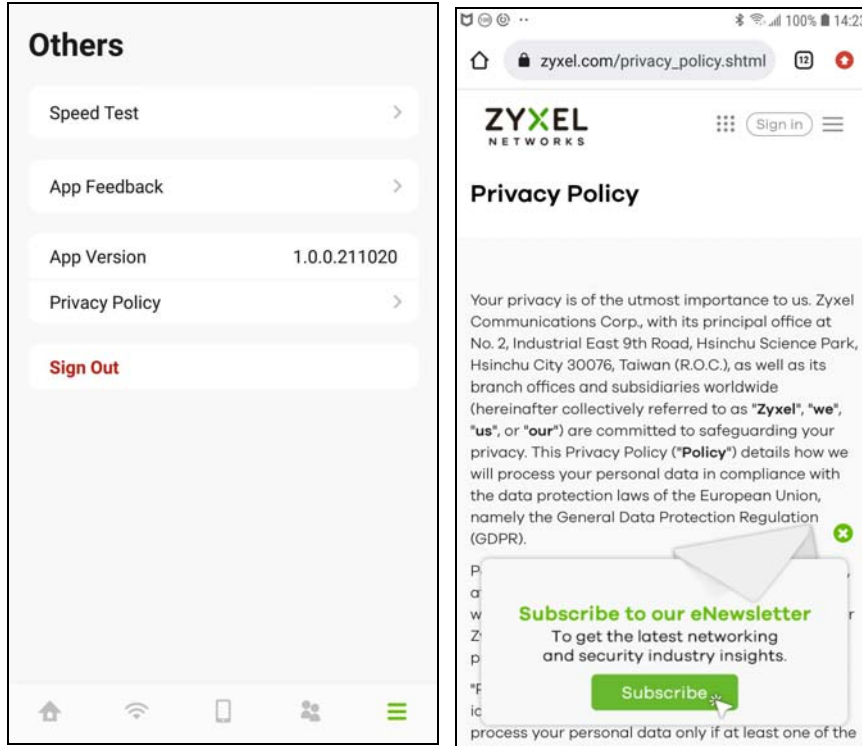 Others
Speed Test
App Feedback
App Version 1.0.0.211020
Privacy Policy
Sign Out
100% 14:23
zyxel.com/privacy_policy.shtml 12
ZYXEL
NETWORKS
Sign in
Privacy Policy
Your privacy is of the utmost importance to us. Zyxel
Communications Corp., with its principal office at
No. 2, Industrial East 9th Road, Hsinchu Science Park,
Hsinchu City 30076, Taiwan (R.O.C.), as well as its
branch offices and subsidiaries worldwide
(hereinafter collectively referred to as "Zyxel", "we",
"us", or "our") are committed to safeguarding your
privacy. This Privacy Policy ("Policy") details how we
will process your personal data in compliance with
the data protection laws of the European Union,
namely the General Data Protection Regulation
(GDPR).
Subscribe to our eNewsletter
To get the latest networking
and security industry insights.
Subscribe
process your personal data only if at least one of the